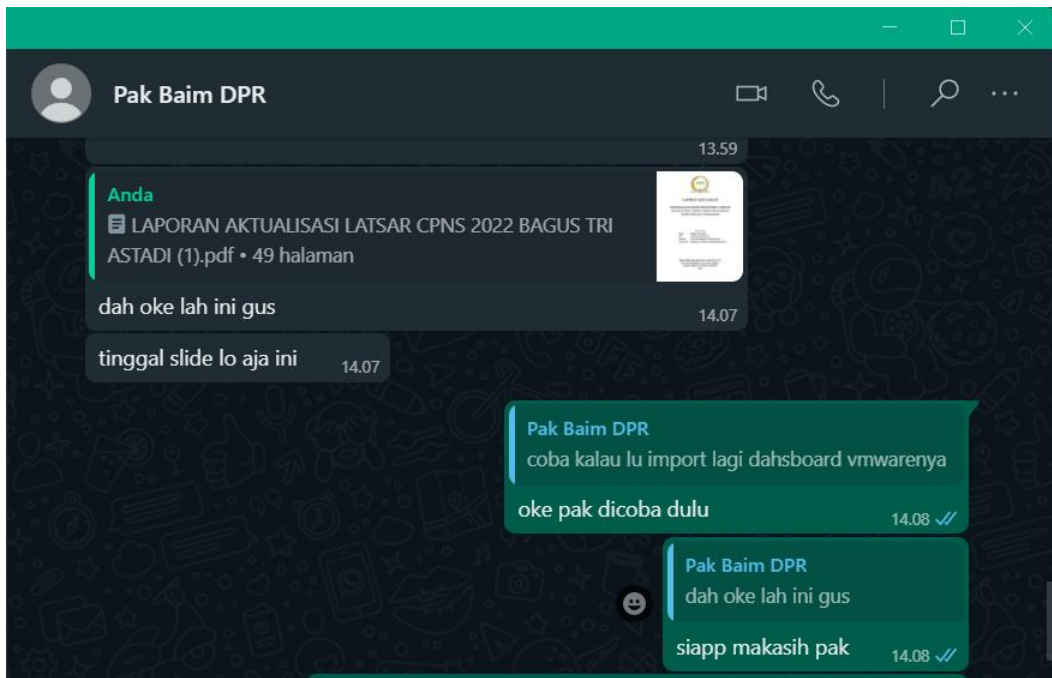 Pak Baim DPR
13.59
Anda
LAPORAN AKTUALISASI LATSAR CPNS 2022 BAGUS TRI
ASTADI (1).pdf • 49 halaman
dah oke lah ini gus
14.07
tinggal slide lo aja ini 14.07
Pak Baim DPR
coba kalau lu import lagi dahsboard vmwarenya
oke pak dicoba dulu
14.08
Pak Baim DPR
dah oke lah ini gus
siapp makasih pak 14.08